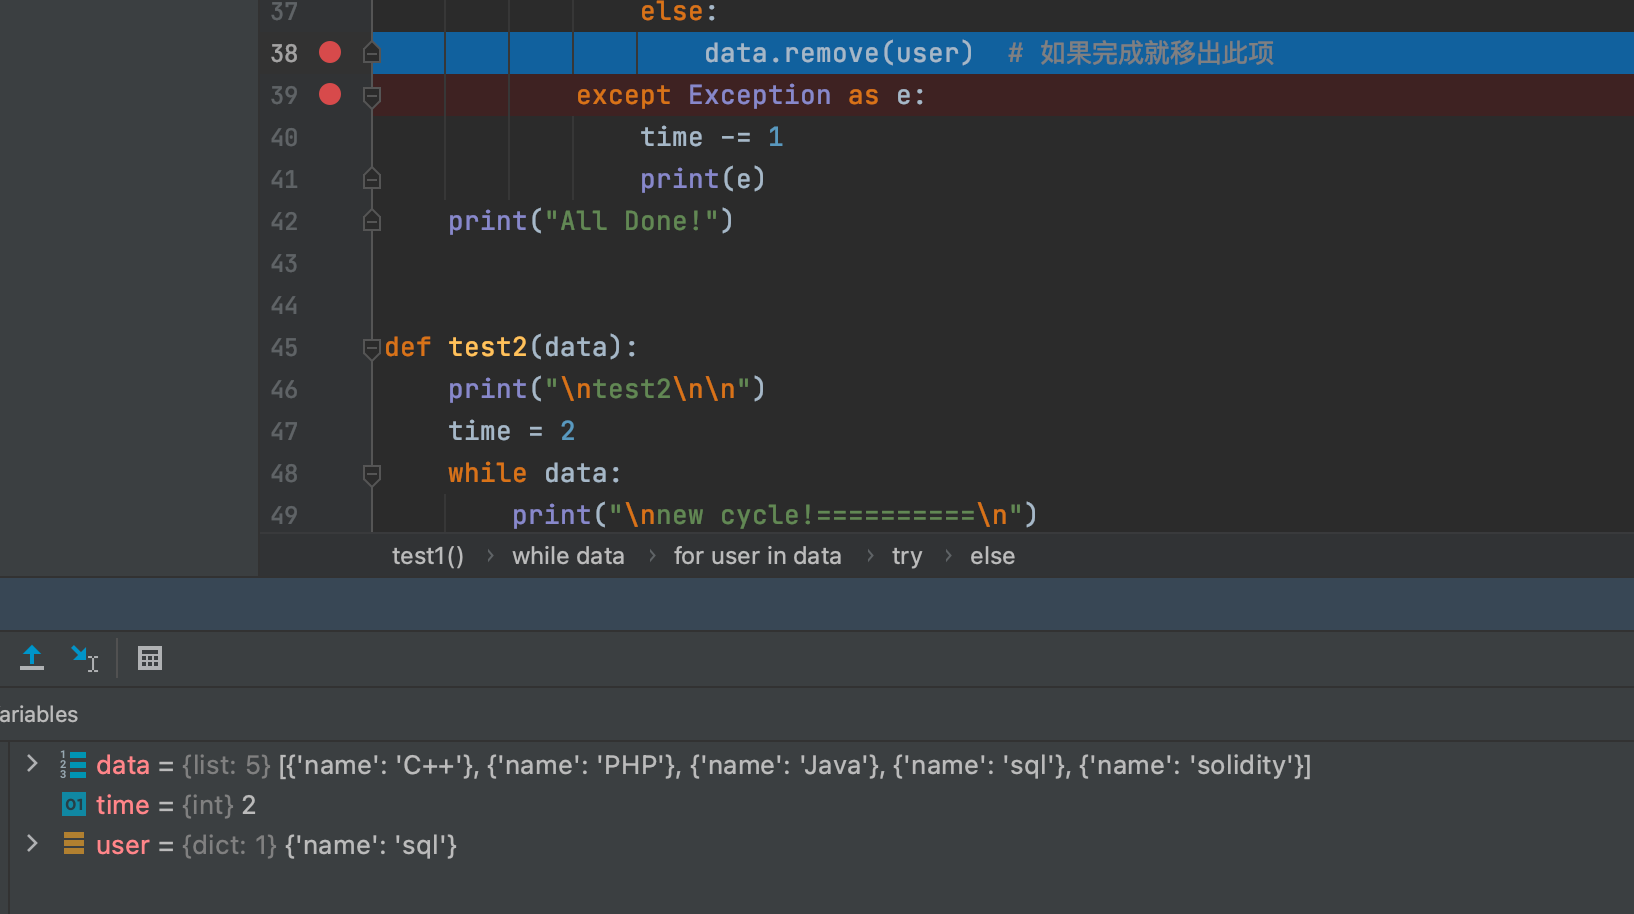 37 else:
38 data.remove(user) # 如果完成就移出此项
39 except Exception as e:
40 time -= 1
41 print(e)
42 print("All Done!")
43
44
45 def test2(data):
46 print("\ntest2\n\n")
47 time = 2
48 while data:
49 print("\nnew cycle!==========\n")
test1() › while data › for user in data › try › else
ariables
data = {list: 5} [{'name': 'C++'}, {'name': 'PHP'}, {'name': 'Java'}, {'name': 'sql'}, {'name': 'solidity'}]
01 time = {int} 2
user = {dict: 1} {'name': 'sql'}